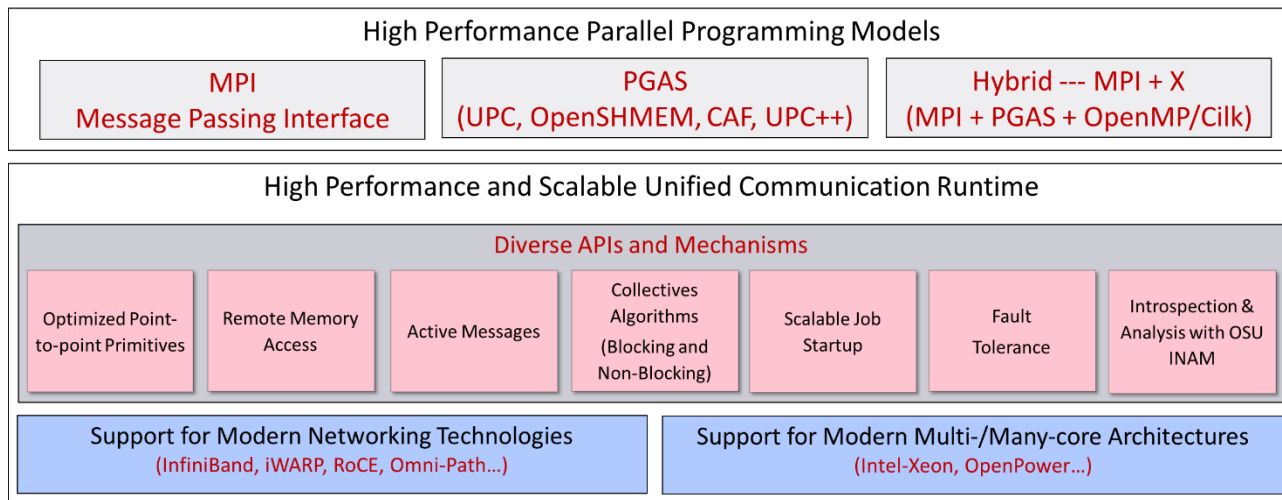 High Performance Parallel Programming Models
MPI
Message Passing Interface
PGAS
(UPC, OpenSHMEM, CAF, UPC++)
Hybrid --- MPI + X
(MPI + PGAS + OpenMP/Cilk)
High Performance and Scalable Unified Communication Runtime
Diverse APIs and Mechanisms
Optimized Point-
to-point Primitives
Remote Memory
Access
Active Messages
Collectives
Algorithms
(Blocking and
Non-Blocking)
Scalable Job
Startup
Fault
Tolerance
Introspection &
Analysis with OSU
INAM
Support for Modern Networking Technologies
(InfiniBand, iWARP, RoCE, Omni-Path...)
Support for Modern Multi-/Many-core Architectures
(Intel-Xeon, OpenPower...)